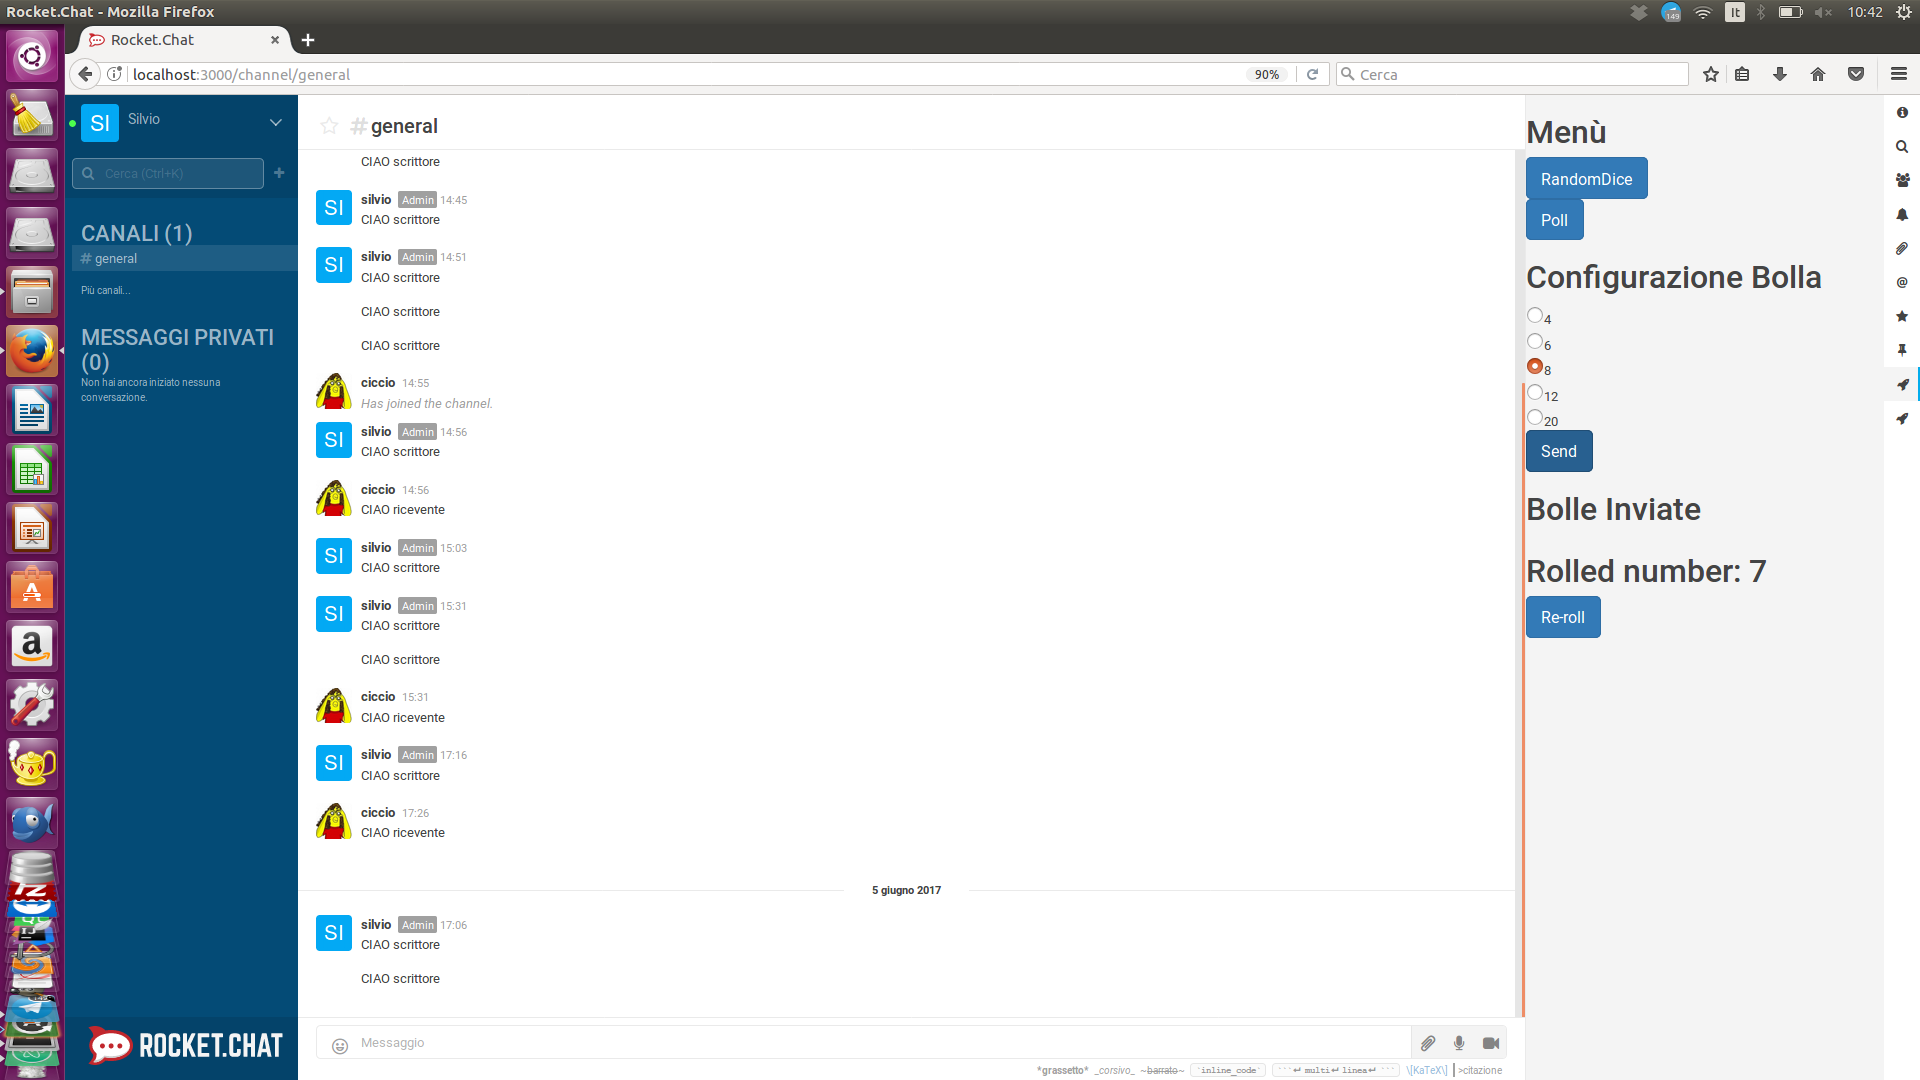 Rocket.Chat - Mozilla Firefox
149
It
10:42
Rocket.Chat
localhost:3000/channel/general
90%
Cerca
SI
Silvio
Cerca (Ctrl+K)
CANALI (1)
# general
Più canali...
MESSAGGI PRIVATI
(0)
Non hai ancora iniziato nessuna
conversazione.
ROCKET.CHAT
#general
CIAO scrittore
SI silvio Admin 14:45
CIAO scrittore
SI silvio Admin 14:51
CIAO scrittore
CIAO scrittore
CIAO scrittore
ciccio 14:55
Has joined the channel.
SI silvio Admin 14:56
CIAO scrittore
ciccio 14:56
CIAO ricevente
SI silvio Admin 15:03
CIAO scrittore
SI silvio Admin 15:31
CIAO scrittore
CIAO scrittore
ciccio 15:31
CIAO ricevente
SI silvio Admin 17:16
CIAO scrittore
ciccio 17:26
CIAO ricevente
5 giugno 2017
SI silvio Admin 17:06
CIAO scrittore
CIAO scrittore
Messaggio
*grassetto* _corsivo_ ~barrato~ `inline_code` ```↵ multi↵ linea↵ ``` \[KaTeX\] >citazione
Menù
RandomDice
Poll
Configurazione Bolla
4
6
8
12
20
Send
Bolle Inviate
Rolled number: 7
Re-roll